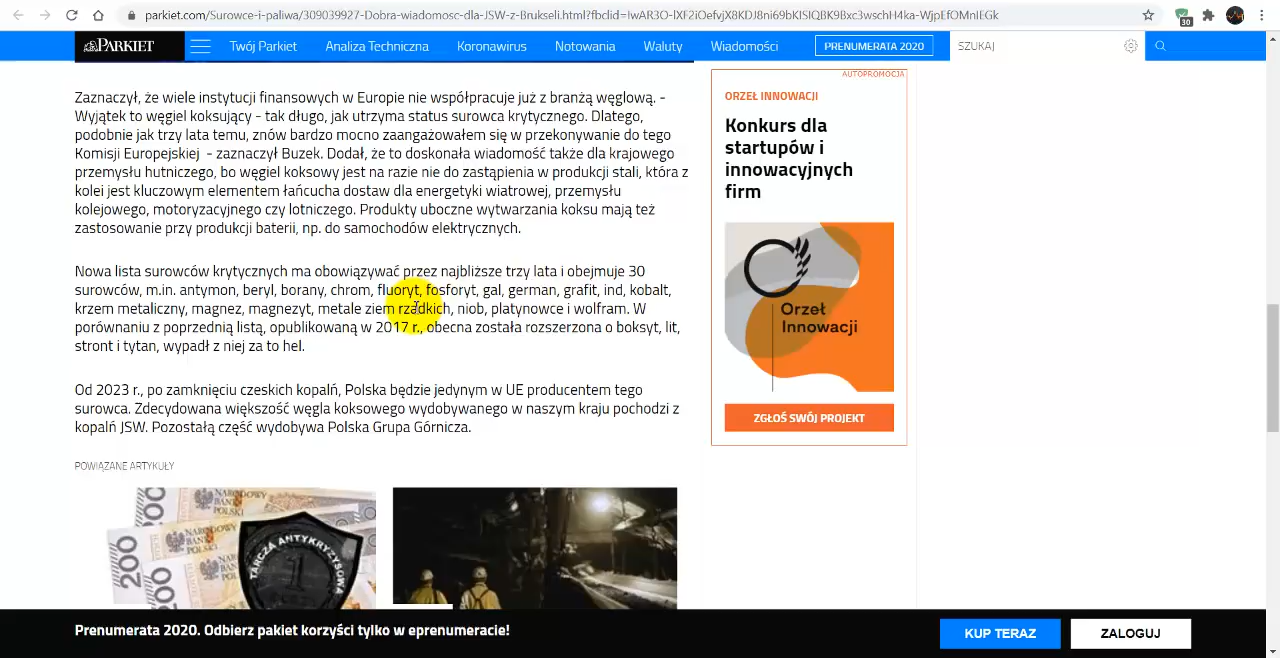 parkiet.com/Surowce-i-paliwa/309039927-Dobra-wiadomosc-dla-JSW-z-Brukseli.html?fbclid=IwAR3O-lXF2iOefvjX8KDJ8ni69bKISIQBK9Bxc3wschH4ka-WjpEfOMnIEGk
30
PARKIET
Twój Parkiet
Analiza Techniczna
Koronawirus
Notowania
Waluty
Wiadomości
PRENUMERATA 2020
SZUKAJ
Zaznaczył, że wiele instytucji finansowych w Europie nie współpracuje już z branżą węglową. -
Wyjątek to węgiel koksujący - tak długo, jak utrzyma status surowca krytycznego. Dlatego,
podobnie jak trzy lata temu, znów bardzo mocno zaangażowałem się w przekonywanie do tego
Komisji Europejskiej - zaznaczył Buzek. Dodał, że to doskonała wiadomość także dla krajowego
przemysłu hutniczego, bo węgiel koksowy jest na razie nie do zastąpienia w produkcji stali, która z
kolei jest kluczowym elementem łańcucha dostaw dla energetyki wiatrowej, przemysłu
kolejowego, motoryzacyjnego czy lotniczego. Produkty uboczne wytwarzania koksu mają też
zastosowanie przy produkcji baterii, np. do samochodów elektrycznych.
Nowa lista surowców krytycznych ma obowiązywać przez najbliższe trzy lata i obejmuje 30
surowców, m.in. antymon, beryl, borany, chrom, fluoryt, fosforyt, gal, german, grafit, ind, kobalt,
krzem metaliczny, magnez, magnezyt, metale ziem rzadkich, niob, platynowce i wolfram. W
porównaniu z poprzednią listą, opublikowaną w 2017 r., obecna została rozszerzona o boksyt, lit,
stront i tytan, wypadł z niej za to hel.
Od 2023 r., po zamknięciu czeskich kopalń, Polska będzie jedynym w UE producentem tego
surowca. Zdecydowana większość węgla koksowego wydobywanego w naszym kraju pochodzi z
kopalń JSW. Pozostałą część wydobywa Polska Grupa Górnicza.
POWIĄZANE ARTYKUŁY
AUTOPROMOCJA
ORZEŁ INNOWACJI
Konkurs dla
startupów i
innowacyjnych
firm
Orzeł
Innowacji
ZGŁOŚ SWÓJ PROJEKT
NARODOWY
BANK POLSKI
200
200
200
TARCZA ANTYKRYZYSOWA
1
Prenumerata 2020. Odbierz pakiet korzyści tylko w eprenumeracie!
KUP TERAZ
ZALOGUJ